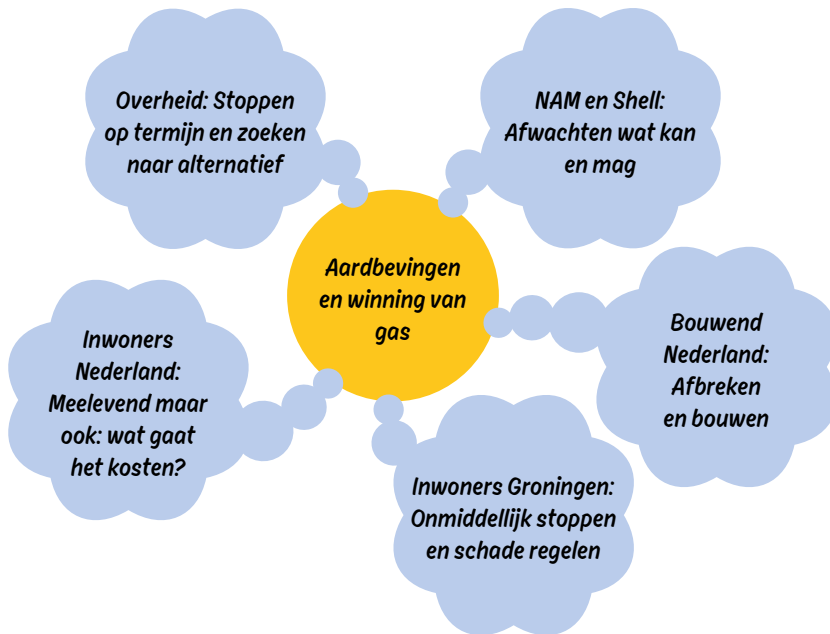 Overheid: Stoppen
op termijn en zoeken
naar alternatief
NAM en Shell:
Afwachten wat kan
en mag
Aardbevingen
en winning van
gas
Bouwend
Nederland:
Afbreken
en bouwen
Inwoners
Nederland:
Meelevend maar
ook: wat gaat
het kosten?
Inwoners Groningen:
Onmiddellijk stoppen
en schade regelen